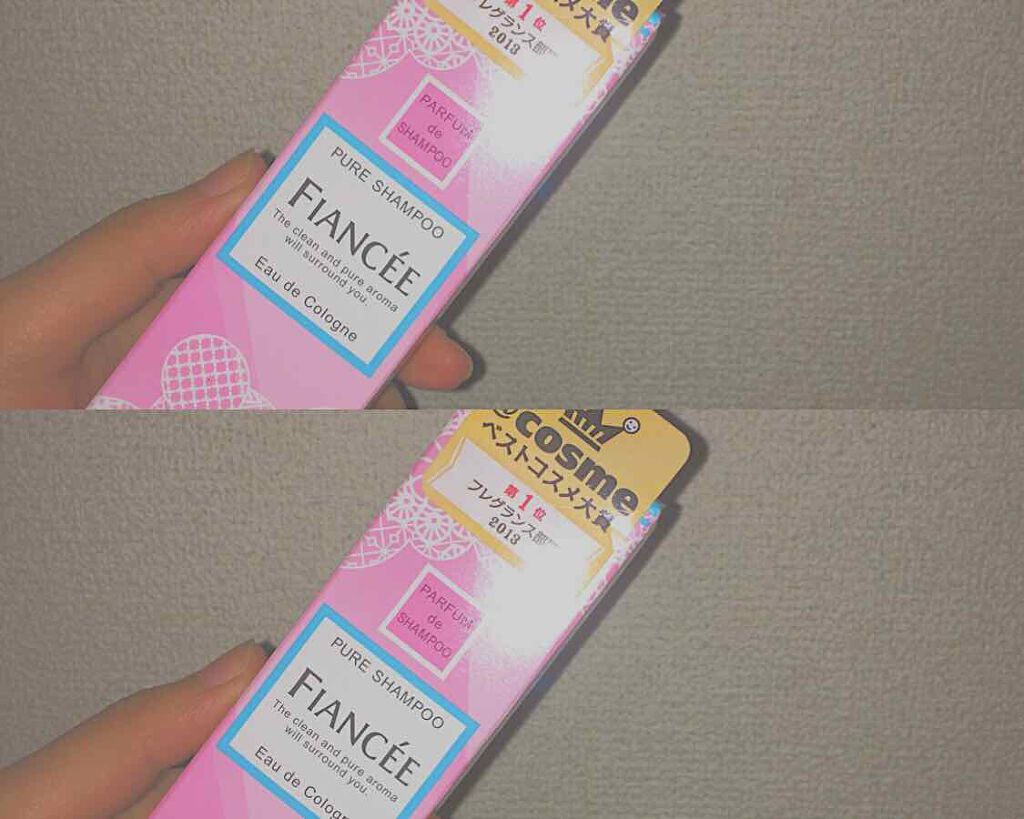 第1位
フレグランス部
2013
PARFUM
de
SHAMPOO
PURE SHAMPOO
FIANCÉE
The clean and pure aroma
will surround you.
Eau de Cologne
@cosme
ベストコスメ大賞
第1位
フレグランス部
2013
PARFUM
de
SHAMPOO
PURE SHAMPOO
FIANCÉE
The clean and pure aroma
will surround you.
Eau de Cologne